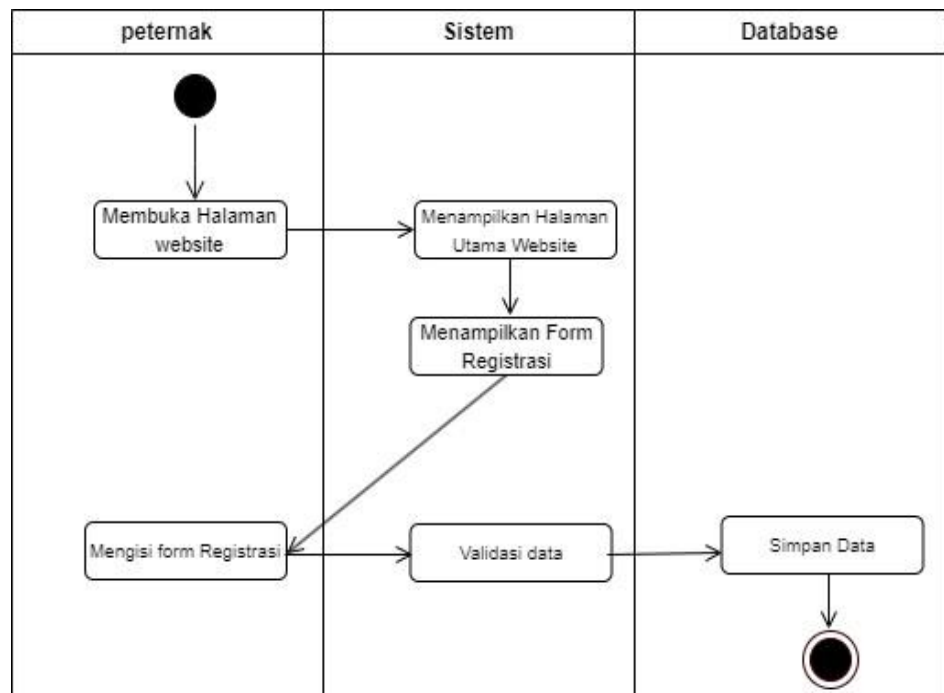 peternak
Sistem
Database
Membuka Halaman
website
Menampilkan Halaman
Utama Website
Menampilkan Form
Registrasi
Mengisi form Registrasi
Validasi data
Simpan Data